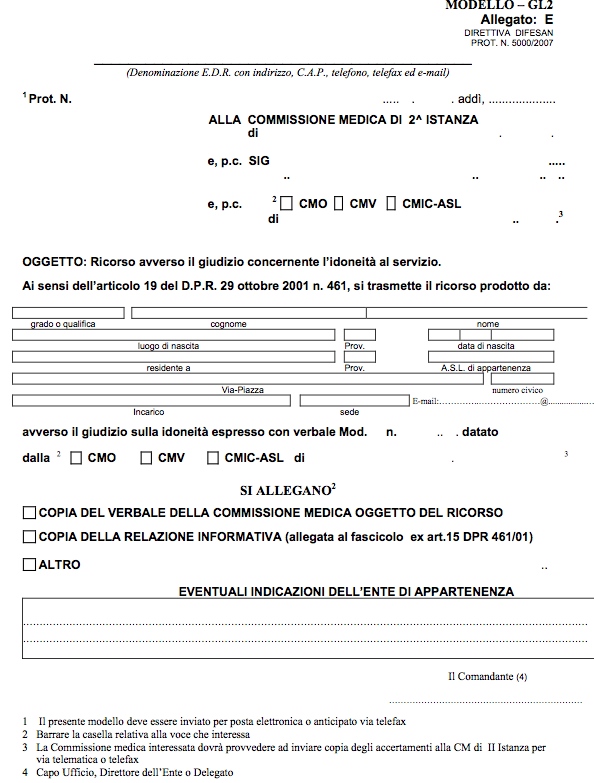 MODELLO – GL2
Allegato: E
DIRETTIVA DIFESAN
PROT. N. 5000/2007
(Denominazione E.D.R. con indirizzo, C.A.P., telefono, telefax ed e-mail)
1 Prot. N. ..... . . addì, ....................
ALLA COMMISSIONE MEDICA DI 2^ ISTANZA
di . .
e, p.c. SIG .....
.. .. .. ..
e, p.c. 2 CMO CMV CMIC-ASL
di .. .3
OGGETTO: Ricorso avverso il giudizio concernente l'idoneità al servizio.
Ai sensi dell'articolo 19 del D.P.R. 29 ottobre 2001 n. 461, si trasmette il ricorso prodotto da:
grado o qualifica cognome nome
luogo di nascita Prov. data di nascita
residente a Prov. A.S.L. di appartenenza
Via-Piazza numero civico
E-mail:....................................@....................
Incarico sede
avverso il giudizio sulla idoneità espresso con verbale Mod. n. .. . datato
dalla 2 CMO CMV CMIC-ASL di . 3
SI ALLEGANO2
COPIA DEL VERBALE DELLA COMMISSIONE MEDICA OGGETTO DEL RICORSO
COPIA DELLA RELAZIONE INFORMATIVA (allegata al fascicolo ex art.15 DPR 461/01)
ALTRO ..
EVENTUALI INDICAZIONI DELL'ENTE DI APPARTENENZA
Il Comandante (4)
1 Il presente modello deve essere inviato per posta elettronica o anticipato via telefax
2 Barrare la casella relativa alla voce che interessa
3 La Commissione medica interessata dovrà provvedere ad inviare copia degli accertamenti alla CM di II Istanza per
via telematica o telefax
4 Capo Ufficio, Direttore dell'Ente o Delegato